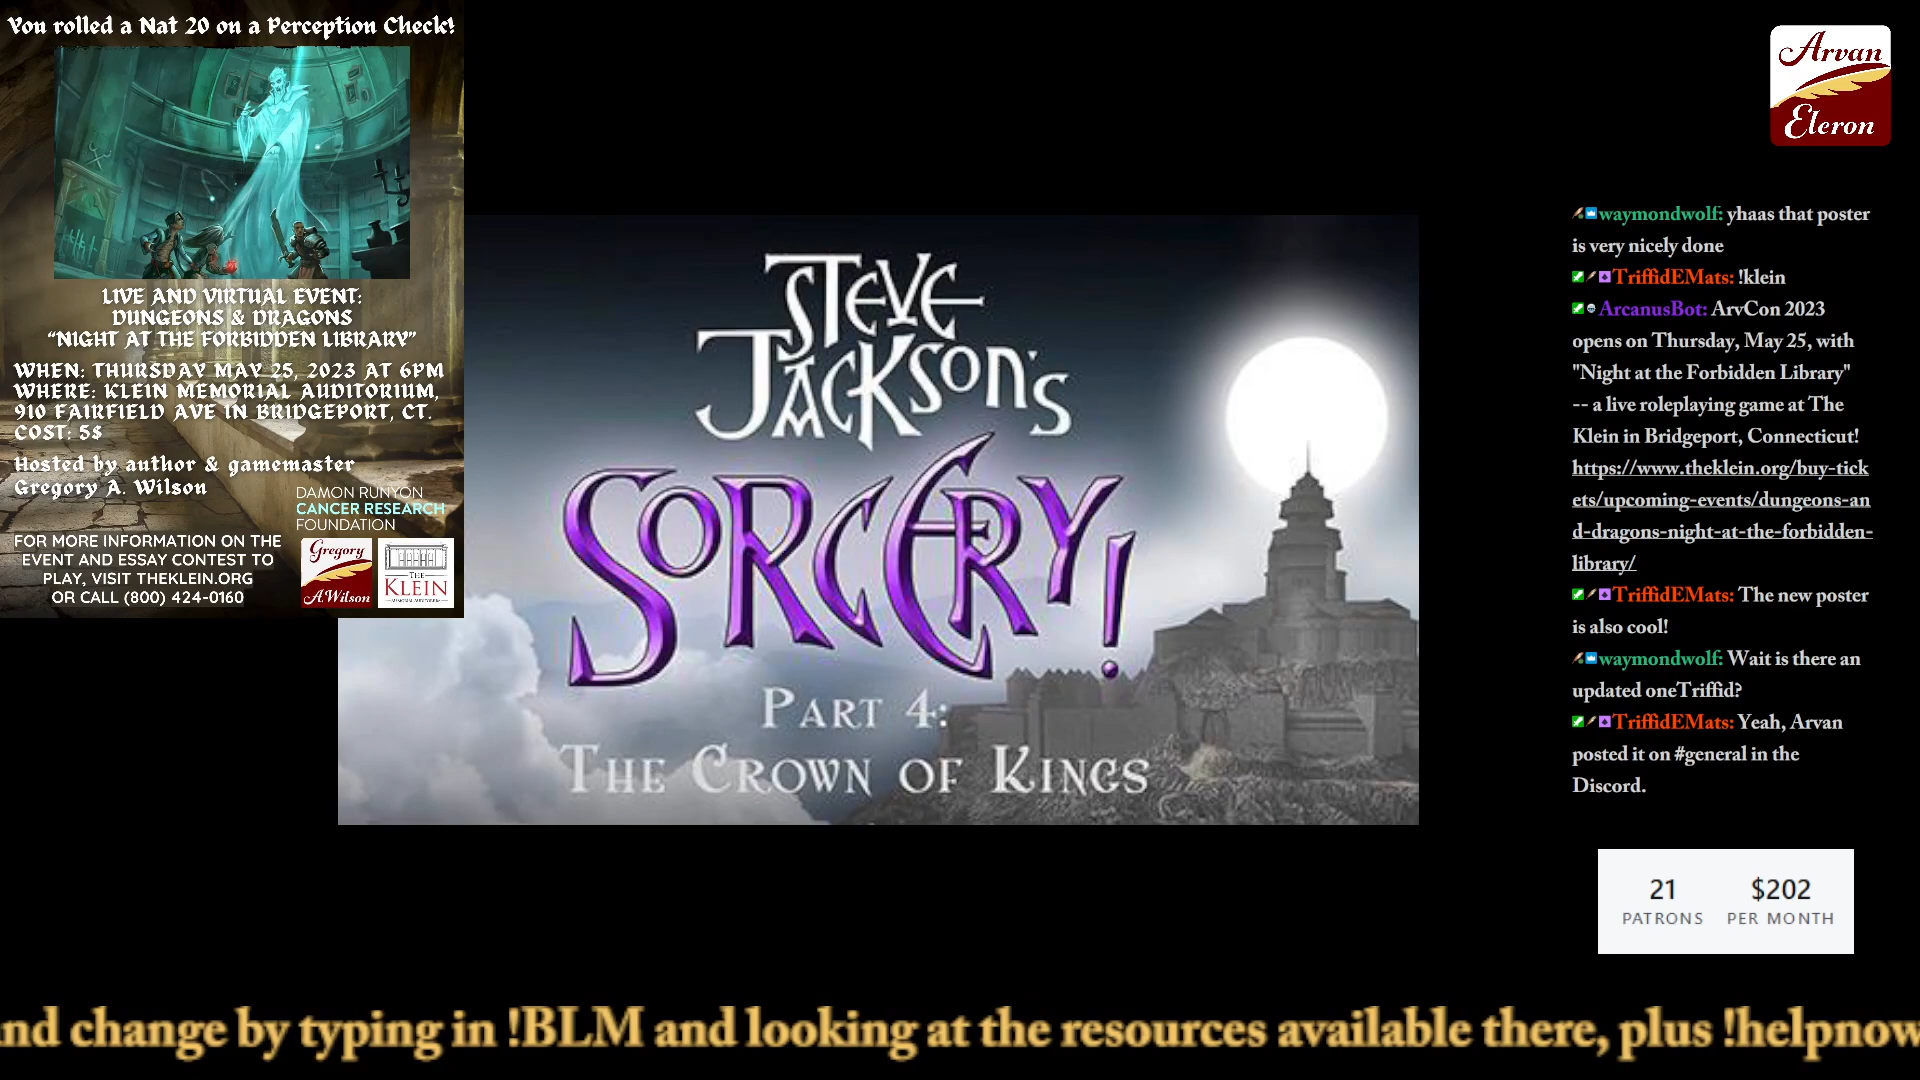 You rolled a Nat 20 on a Perception Check!
LIVE AND VIRTUAL EVENT:
DUNGEONS & DRAGONS
"NIGHT AT THE FORBIDDEN LIBRARY"
WHEN: THURSDAY MAY 25, 2023 AT 6PM
WHERE: KLEIN MEMORIAL AUDITORIUM,
910 FAIRFIELD AVE IN BRIDGEPORT, CT.
COST: 5$
Hosted by author & gamemaster
Gregory A. Wilson
DAMON RUNYON
CANCER RESEARCH
FOUNDATION
FOR MORE INFORMATION ON THE
EVENT AND ESSAY CONTEST TO
PLAY, VISIT THEKLEIN.ORG
OR CALL (800) 424-0160
Gregory
A.Wilson
THE
KLEIN
MEMORIAL AUDITORIUM
STEVE
JACKSON'S
SORCERY!
PART 4:
THE CROWN OF KINGS
Arvan
Eleron
waymondwolf: yhaas that poster
is very nicely done
TriffidEMats: !klein
ArcanusBot: ArvCon 2023
opens on Thursday, May 25, with
"Night at the Forbidden Library"
-- a live roleplaying game at The
Klein in Bridgeport, Connecticut!
https://www.theklein.org/buy-tick
ets/upcoming-events/dungeons-an
d-dragons-night-at-the-forbidden-
library/
TriffidEMats: The new poster
is also cool!
waymondwolf: Wait is there an
updated oneTriffid?
TriffidEMats: Yeah, Arvan
posted it on #general in the
Discord.
21 $202
PATRONS PER MONTH
nd change by typing in !BLM and looking at the resources available there, plus !helpnow